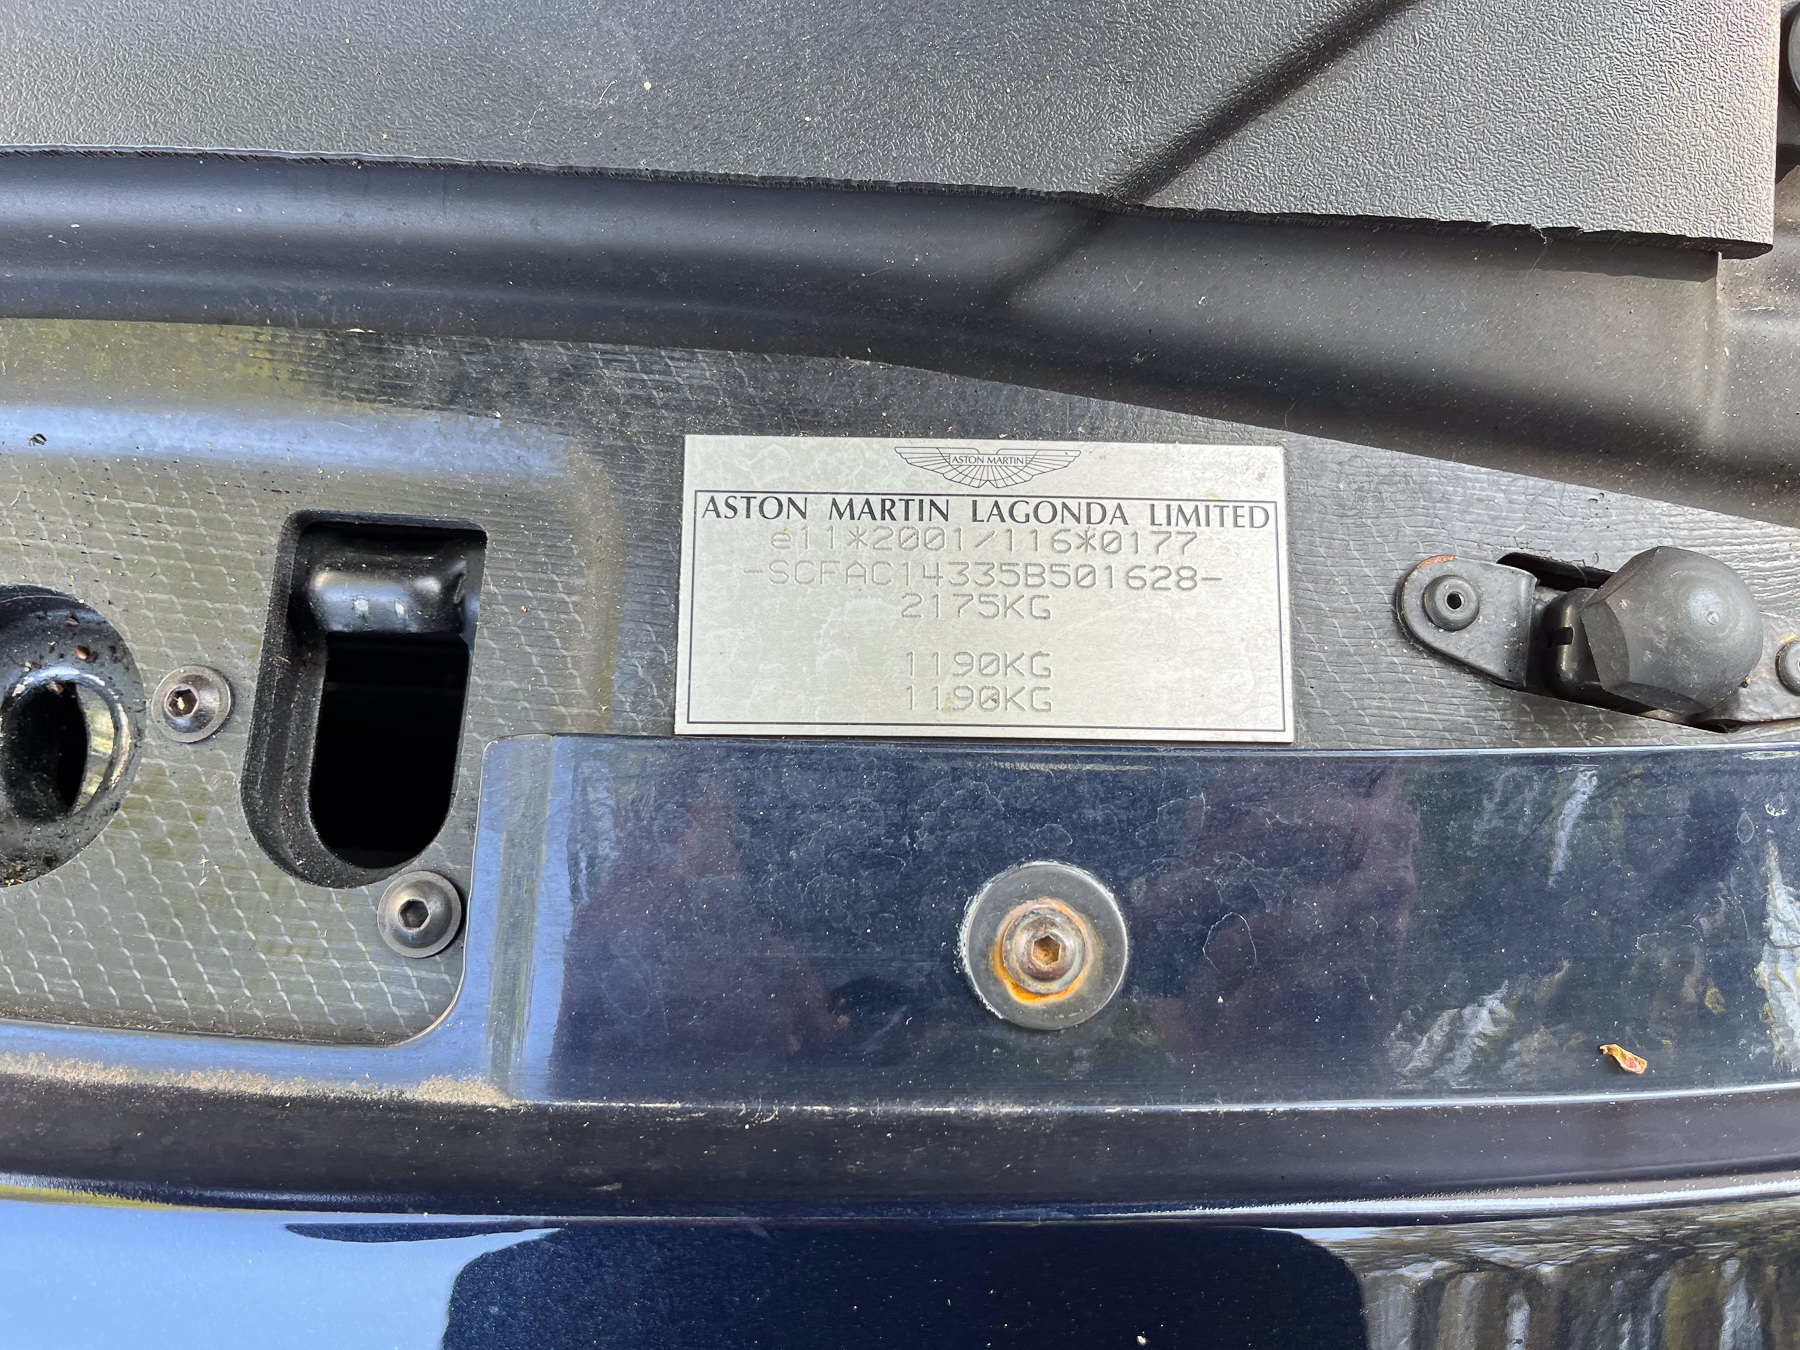 ASTON MARTIN
ASTON MARTIN LAGONDA LIMITED
e11*2001/116*0177
-SCFAC14335B501628-
2175KG
1190KG
1190KG